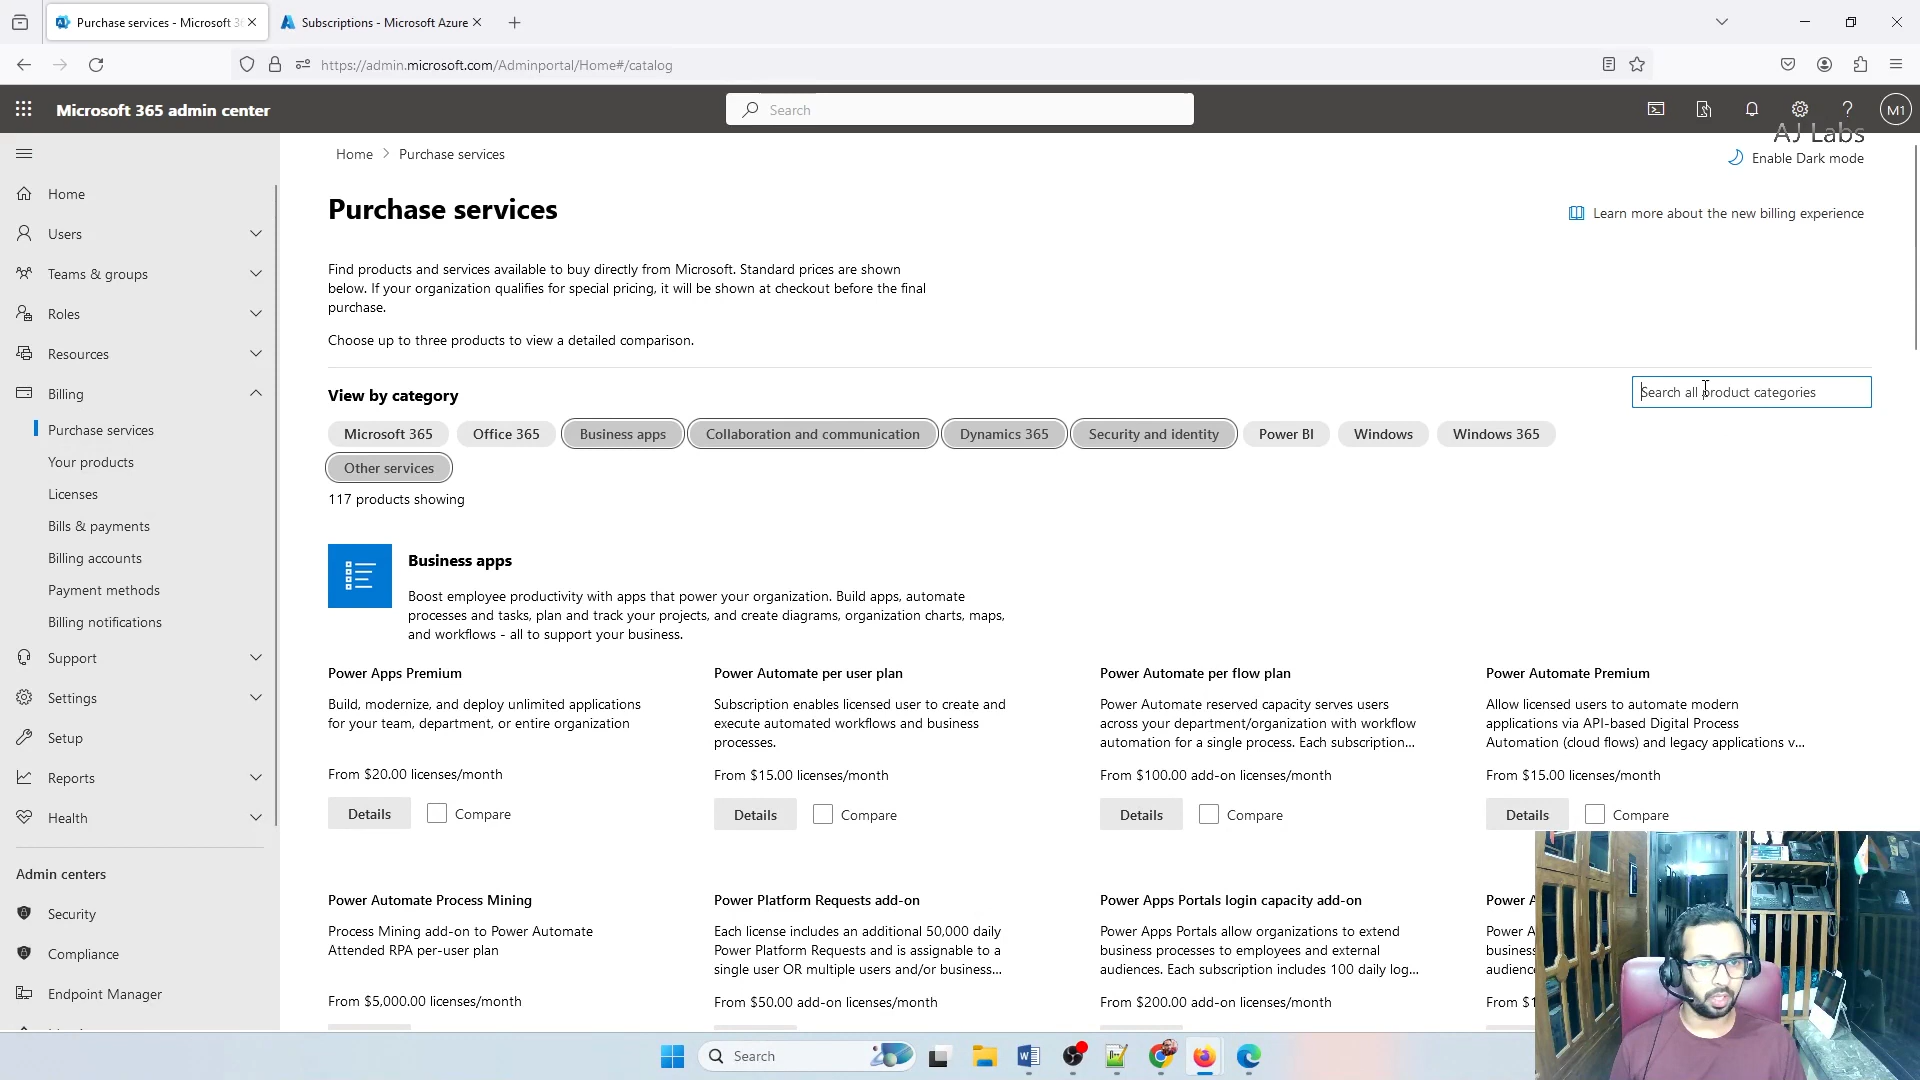 Purchase services - Microsoft 3
Subscriptions - Microsoft Azure
https://admin.microsoft.com/Adminportal/Home#/catalog
Microsoft 365 admin center
Search
M1
AJ Labs
Home > Purchase services
Enable Dark mode
Purchase services
Learn more about the new billing experience
Find products and services available to buy directly from Microsoft. Standard prices are shown
below. If your organization qualifies for special pricing, it will be shown at checkout before the final
purchase.
Choose up to three products to view a detailed comparison.
View by category
Search all product categories
Microsoft 365
Office 365
Business apps
Collaboration and communication
Dynamics 365
Security and identity
Power BI
Windows
Windows 365
Other services
117 products showing
Home
Users
Teams & groups
Roles
Resources
Billing
Purchase services
Your products
Licenses
Bills & payments
Billing accounts
Payment methods
Billing notifications
Support
Settings
Setup
Reports
Health
Admin centers
Security
Compliance
Endpoint Manager
Business apps
Boost employee productivity with apps that power your organization. Build apps, automate
processes and tasks, plan and track your projects, and create diagrams, organization charts, maps,
and workflows - all to support your business.
Power Apps Premium
Build, modernize, and deploy unlimited applications
for your team, department, or entire organization
From $20.00 licenses/month
Details
Compare
Power Automate per user plan
Subscription enables licensed user to create and
execute automated workflows and business
processes.
From $15.00 licenses/month
Details
Compare
Power Automate per flow plan
Power Automate reserved capacity serves users
across your department/organization with workflow
automation for a single process. Each subscription...
From $100.00 add-on licenses/month
Details
Compare
Power Automate Premium
Allow licensed users to automate modern
applications via API-based Digital Process
Automation (cloud flows) and legacy applications v...
From $15.00 licenses/month
Details
Compare
Power Automate Process Mining
Process Mining add-on to Power Automate
Attended RPA per-user plan
From $5,000.00 licenses/month
Power Platform Requests add-on
Each license includes an additional 50,000 daily
Power Platform Requests and is assignable to a
single user OR multiple users and/or business...
From $50.00 add-on licenses/month
Power Apps Portals login capacity add-on
Power Apps Portals allow organizations to extend
business processes to employees and external
audiences. Each subscription includes 100 daily log...
From $200.00 add-on licenses/month
Power A
Power A
busines
audienc
From $1
Search